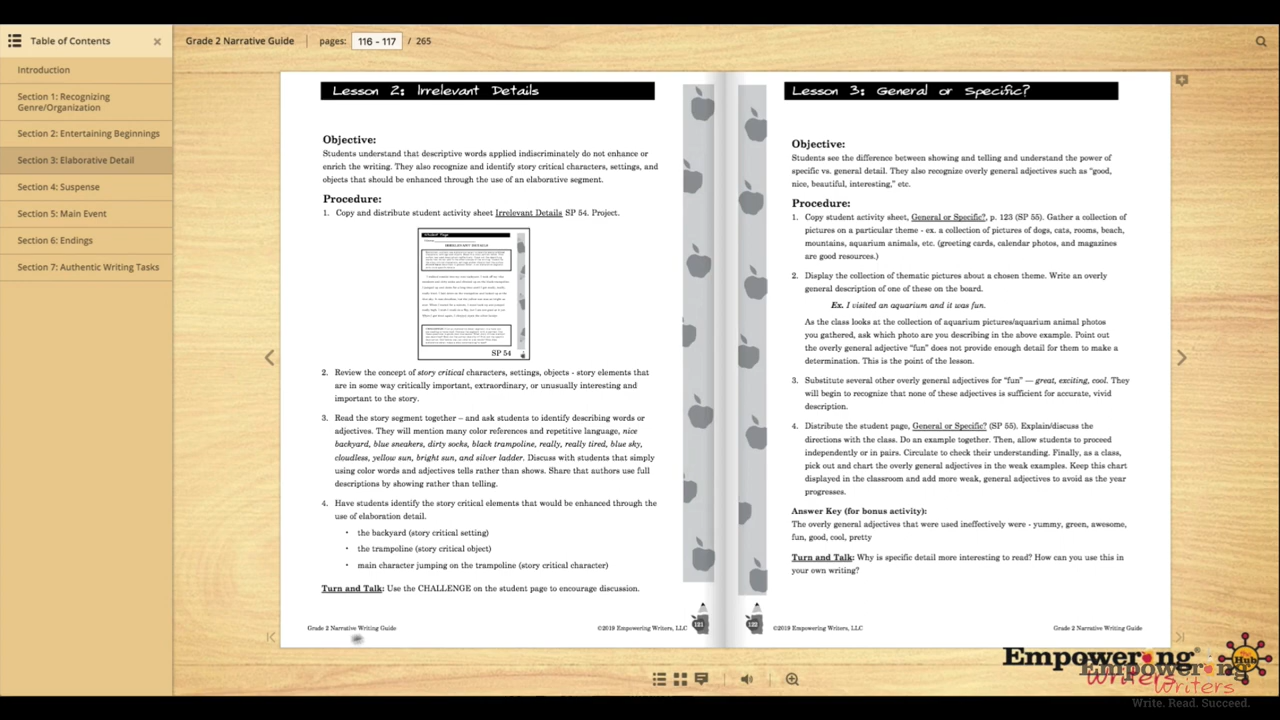 Table of Contents
Grade 2 Narrative Guide
pages: 116 - 117 / 265
Introduction
Section 1: Recognizing
Genre/Organization
Section 2: Entertaining Beginnings
Section 3: Elaborative Detail
Section 4: Suspense
Section 5: Main Event
Section 6: Endings
Section 7: Authentic Writing Tasks
Lesson 2: Irrelevant Details
Objective:
Students understand that descriptive words applied indiscriminately do not enhance or
enrich the writing. They also recognize and identify story critical characters, settings, and
objects that should be enhanced through the use of an elaborative segment.
Procedure:
1. Copy and distribute student activity sheet Irrelevant Details SP 54. Project.
IRRELEVANT DETAILS
SP 54
2. Review the concept of story critical characters, settings, objects - story elements that
are in some way critically important, extraordinary, or unusually interesting and
important to the story.
3. Read the story segment together – and ask students to identify describing words or
adjectives. They will mention many color references and repetitive language, nice
backyard, blue sneakers, dirty socks, black trampoline, really, really tired, blue sky,
cloudless, yellow sun, bright sun, and silver ladder. Discuss with students that simply
using color words and adjectives tells rather than shows. Share that authors use full
descriptions by showing rather than telling.
4. Have students identify the story critical elements that would be enhanced through the
use of elaboration detail.
• the backyard (story critical setting)
• the trampoline (story critical object)
• main character jumping on the trampoline (story critical character)
Turn and Talk: Use the CHALLENGE on the student page to encourage discussion.
Grade 2 Narrative Writing Guide
©2019 Empowering Writers, LLC
121
Lesson 3: General or Specific?
Objective:
Students see the difference between showing and telling and understand the power of
specific vs. general detail. They also recognize overly general adjectives such as “good,
nice, beautiful, interesting,” etc.
Procedure:
1. Copy student activity sheet, General or Specific?, p. 123 (SP 55). Gather a collection of
pictures on a particular theme - ex. a collection of pictures of dogs, cats, rooms, beach,
mountains, aquarium animals, etc. (greeting cards, calendar photos, and magazines
are good resources.)
2. Display the collection of thematic pictures about a chosen theme. Write an overly
general description of one of these on the board.
Ex. I visited an aquarium and it was fun.
As the class looks at the collection of aquarium pictures/aquarium animal photos
you gathered, ask which photo are you describing in the above example. Point out
the overly general adjective “fun” does not provide enough detail for them to make a
determination. This is the point of the lesson.
3. Substitute several other overly general adjectives for “fun” — great, exciting, cool. They
will begin to recognize that none of these adjectives is sufficient for accurate, vivid
description.
4. Distribute the student page, General or Specific? (SP 55). Explain/discuss the
directions with the class. Do an example together. Then, allow students to proceed
independently or in pairs. Circulate to check their understanding. Finally, as a class,
pick out and chart the overly general adjectives in the weak examples. Keep this chart
displayed in the classroom and add more weak, general adjectives to avoid as the year
progresses.
Answer Key (for bonus activity):
The overly general adjectives that were used ineffectively were - yummy, green, awesome,
fun, good, cool, pretty
Turn and Talk: Why is specific detail more interesting to read? How can you use this in
your own writing?
122
©2019 Empowering Writers, LLC
Grade 2 Narrative Writing Guide
Empowering
Writers
Hub
Empowering
Writers
Write. Read. Succeed.